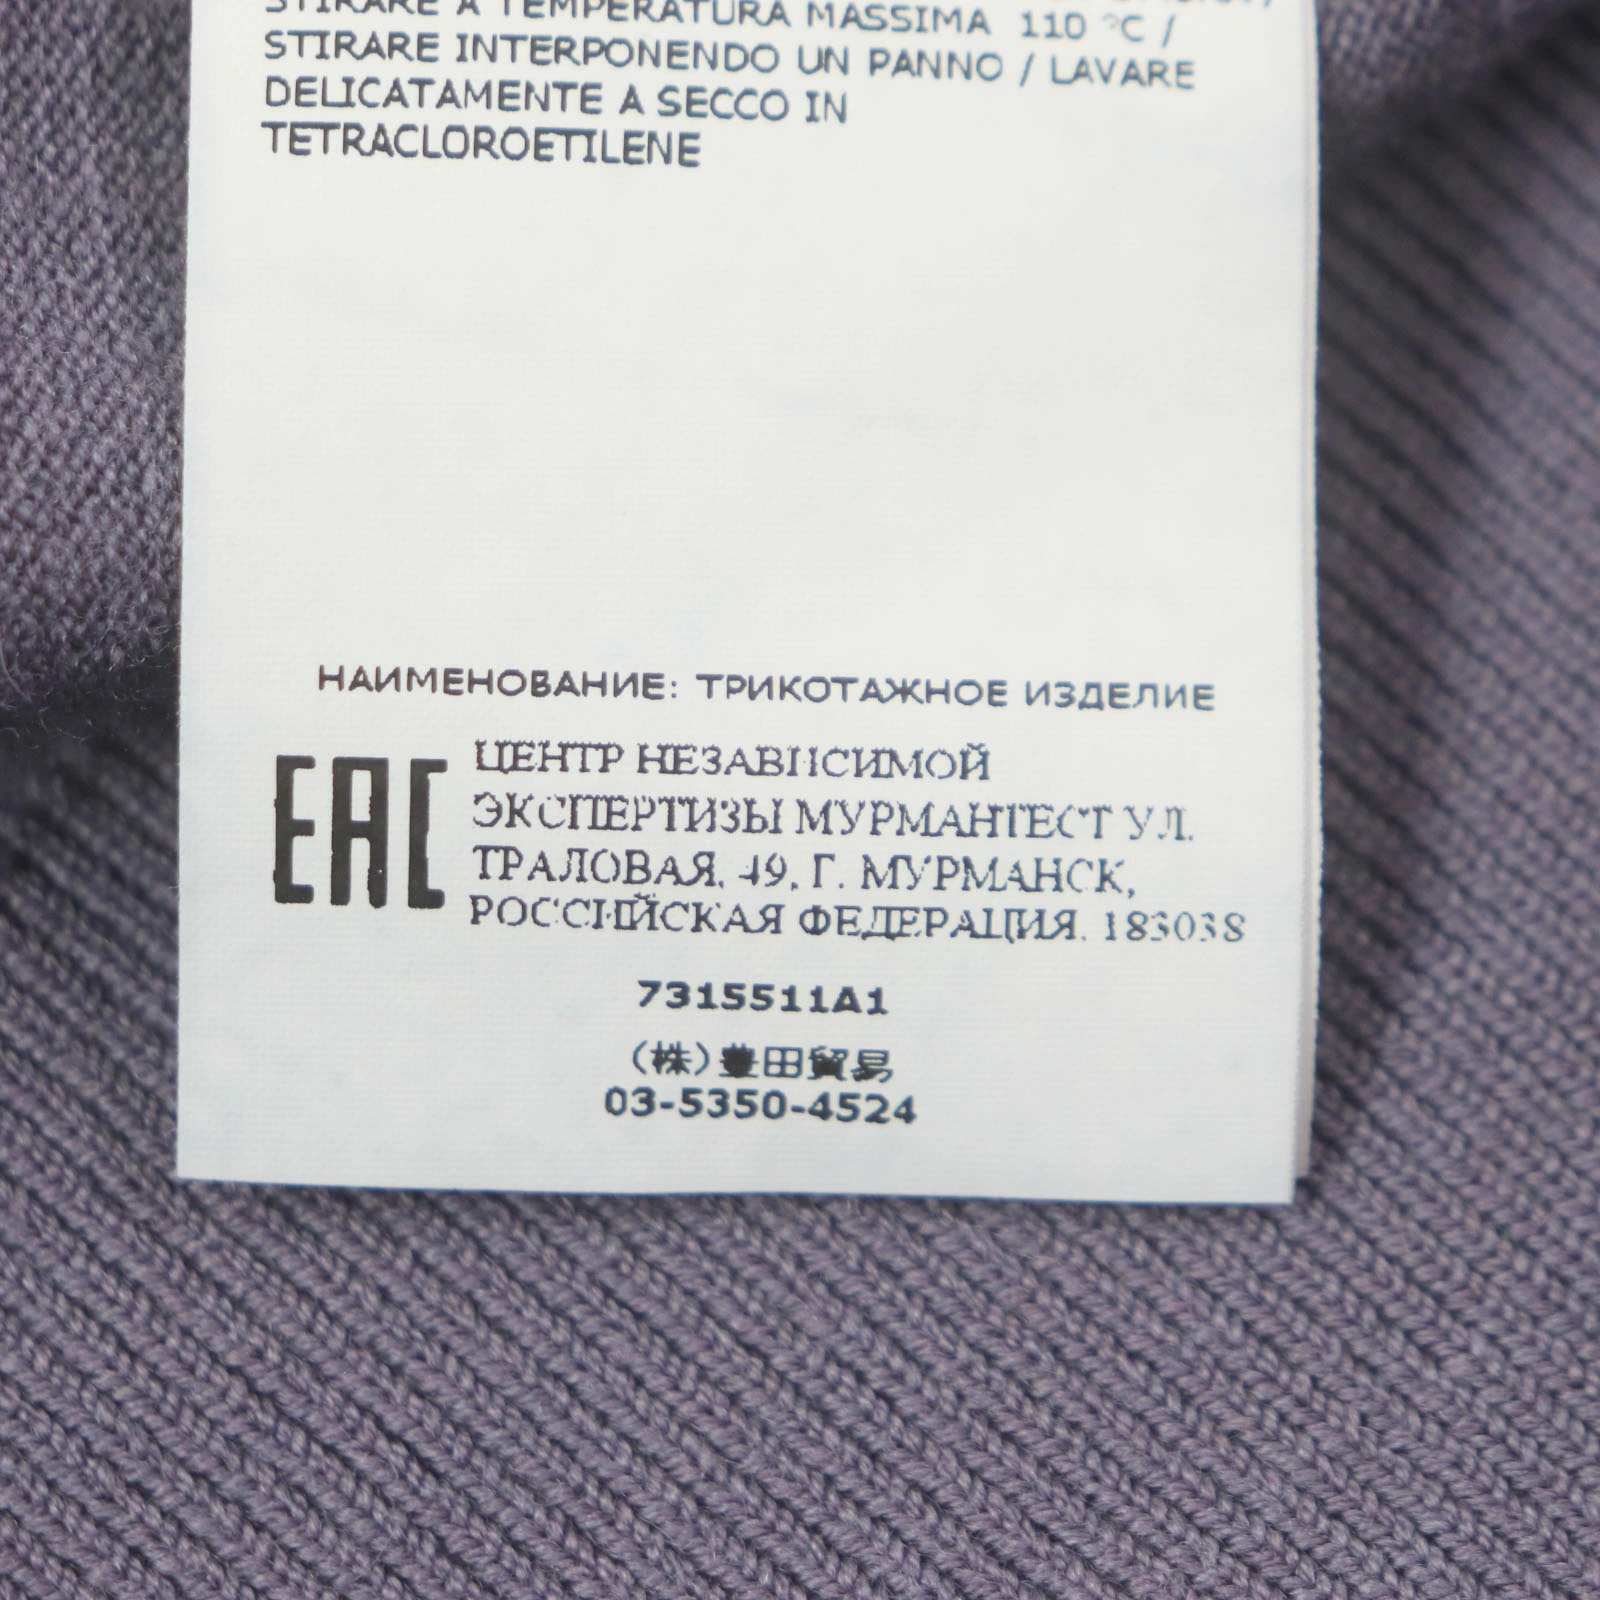 STIRARE A TEMPERATURA MASSIMA 110 °C /
STIRARE INTERPONENDO UN PANNO / LAVARE
DELICATAMENTE A SECCO IN
TETRACLOROETILENE
НАИМЕНОВАНИЕ: ТРИКОТАЖНОЕ ИЗДЕЛИЕ
EAC
ЦЕНТР НЕЗАВИСИМОЙ
ЭКСПЕРТИЗЫ МУРМАНТЕСТ УЛ.
ТРАЛОВАЯ, 49, Г. МУРМАНСК,
РОССИЙСКАЯ ФЕДЕРАЦИЯ, 183038
7315511A1
(株)豊田貿易
03-5350-4524